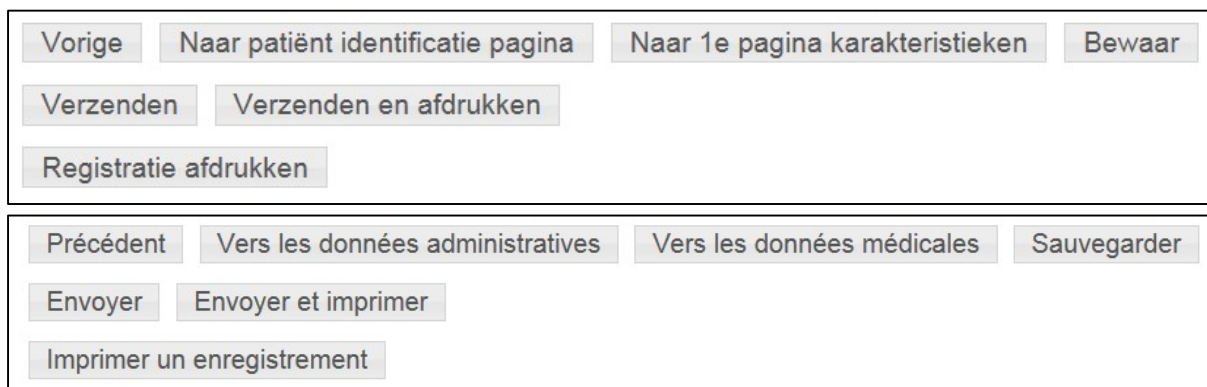 Vorige Naar patiënt identificatie pagina Naar 1e pagina karakteristieken Bewaar
Verzenden Verzenden en afdrukken
Registratie afdrukken
Précédent Vers les données administratives Vers les données médicales Sauvegarder
Envoyer Envoyer et imprimer
Imprimer un enregistrement